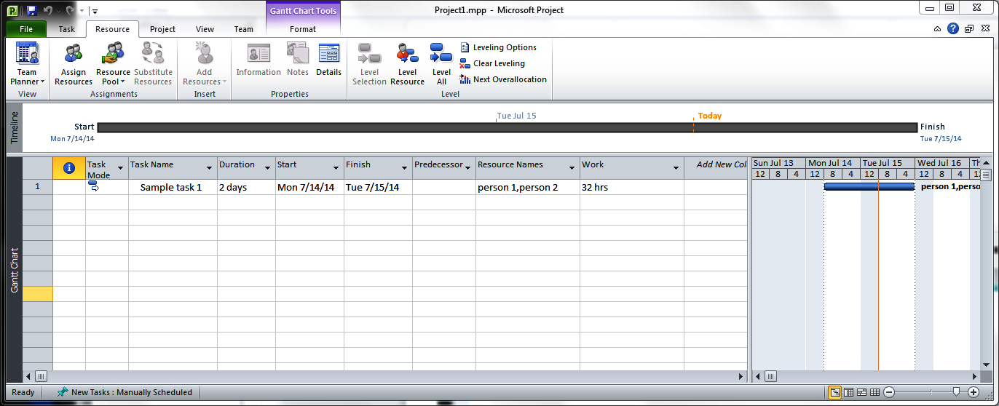 Gantt Chart Tools
Project1.mpp - Microsoft Project
File Task Resource Project View Team Format
Team Planner
Assign Resources
Resource Pool
Substitute Resources
Add Resources
Information
Notes
Details
Level Selection
Level Resource
Level All
Leveling Options
Clear Leveling
Next Overallocation
View Assignments Insert Properties Level
Timeline
Tue Jul 15
Today
Start
Mon 7/14/14
Finish
Tue 7/15/14
Gantt Chart
Task Mode Task Name Duration Start Finish Predecessor Resource Names Work Add New Col
Sun Jul 13 Mon Jul 14 Tue Jul 15 Wed Jul 16 Th
12 8 4 12 8 4 12 8 4 12 8 4 12
1 Sample task 1 2 days Mon 7/14/14 Tue 7/15/14 person 1,person 2 32 hrs
person 1,perso
Ready New Tasks : Manually Scheduled